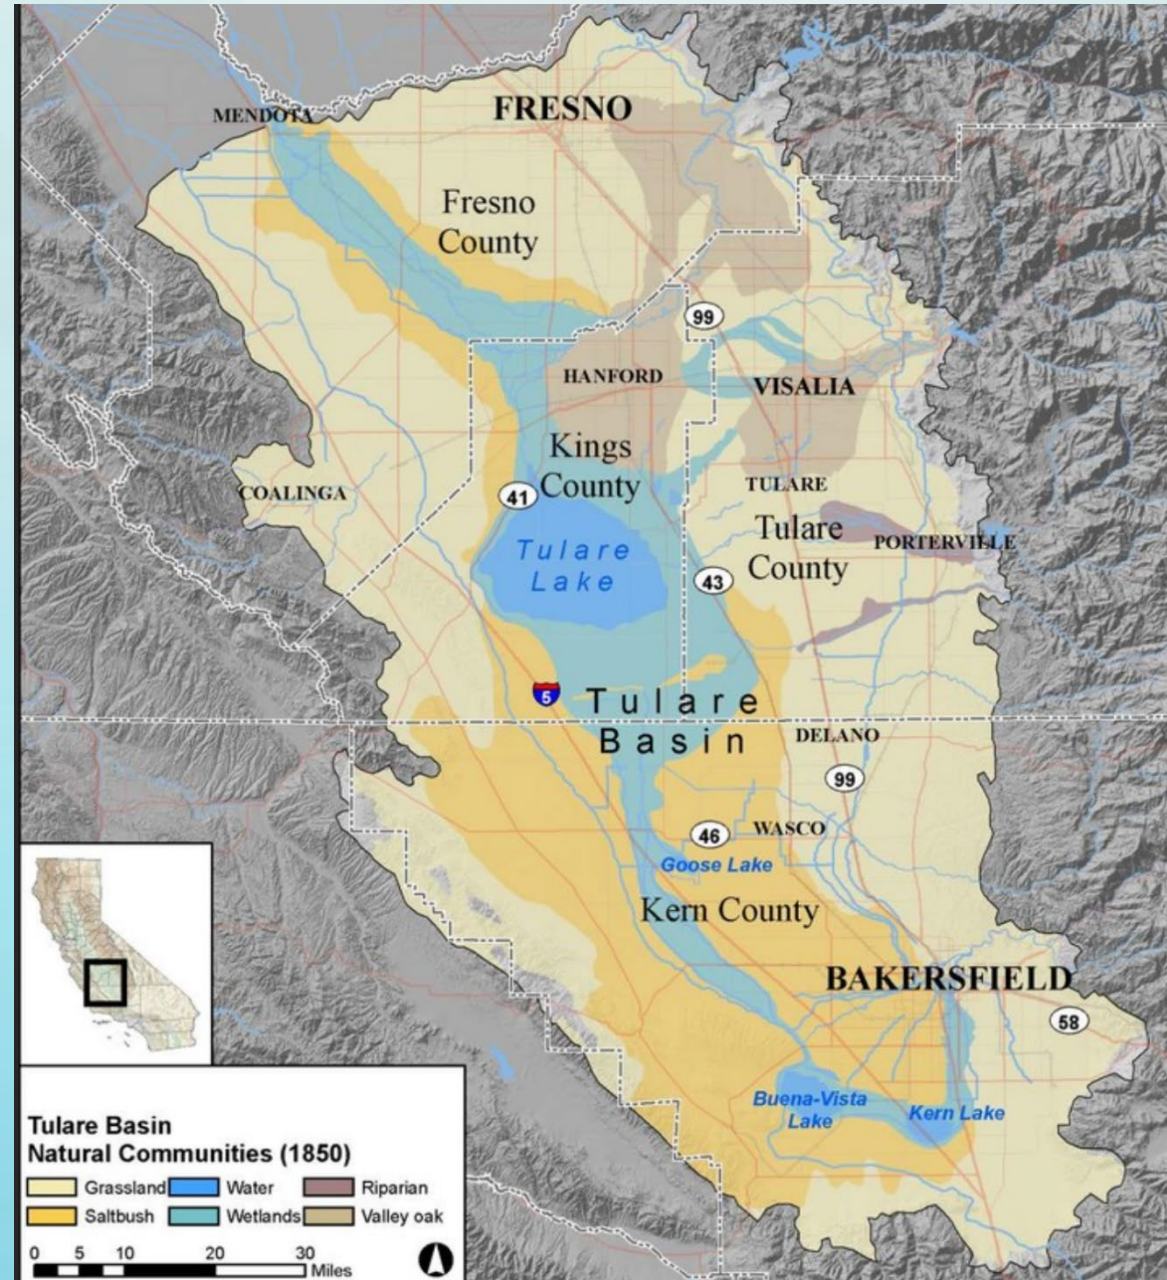 MENDOTA
FRESNO
Fresno
County
99
HANFORD
VISALIA
Kings
County
41
COALINGA
TULARE
Tulare
County
PORTERVILLE
Tulare
Lake
43
5
Tulare
Basin
DELANO
99
46
WASCO
Goose Lake
Kern County
BAKERSFIELD
58
Buena-Vista
Lake
Kern Lake
Tulare Basin
Natural Communities (1850)
Grassland Water Riparian
Saltbush Wetlands Valley oak
0 5 10 20 30
Miles